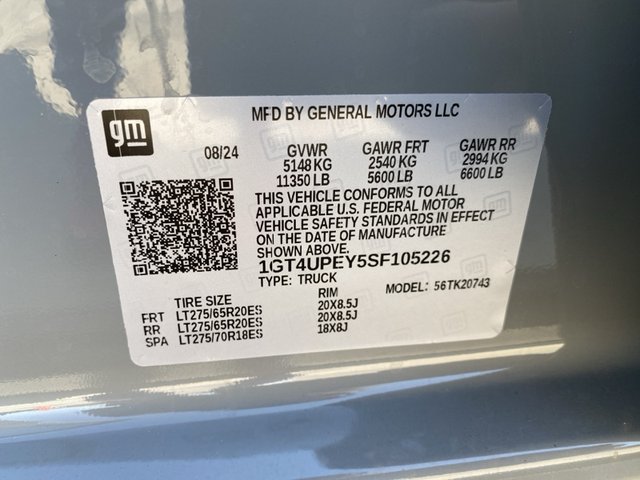 gm
MFD BY GENERAL MOTORS LLC
08/24 GVWR GAWR FRT GAWR RR
5148 KG 2540 KG 2994 KG
11350 LB 5600 LB 6600 LB
THIS VEHICLE CONFORMS TO ALL
APPLICABLE U.S. FEDERAL MOTOR
VEHICLE SAFETY STANDARDS IN EFFECT
ON THE DATE OF MANUFACTURE
SHOWN ABOVE.
1GT4UPEY5SF105226
TYPE: TRUCK MODEL: 56TK20743
TIRE SIZE RIM
FRT LT275/65R20ES 20X8.5J
RR LT275/65R20ES 20X8.5J
SPA LT275/70R18ES 18X8J